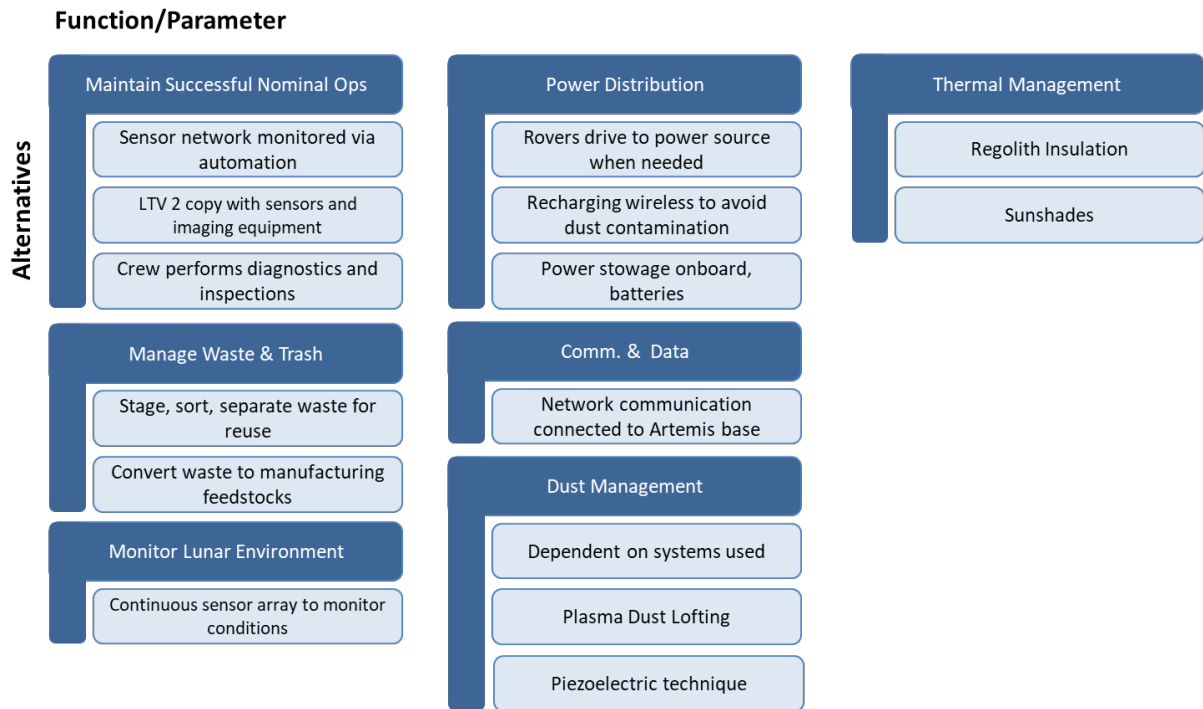 Function/Parameter
Alternatives
Maintain Successful Nominal Ops
Sensor network monitored via
automation
LTV 2 copy with sensors and
imaging equipment
Crew performs diagnostics and
inspections
Manage Waste & Trash
Stage, sort, separate waste for
reuse
Convert waste to manufacturing
feedstocks
Monitor Lunar Environment
Continuous sensor array to monitor
conditions
Power Distribution
Rovers drive to power source
when needed
Recharging wireless to avoid
dust contamination
Power stowage onboard,
batteries
Comm. & Data
Network communication
connected to Artemis base
Dust Management
Dependent on systems used
Plasma Dust Lofting
Piezoelectric technique
Thermal Management
Regolith Insulation
Sunshades